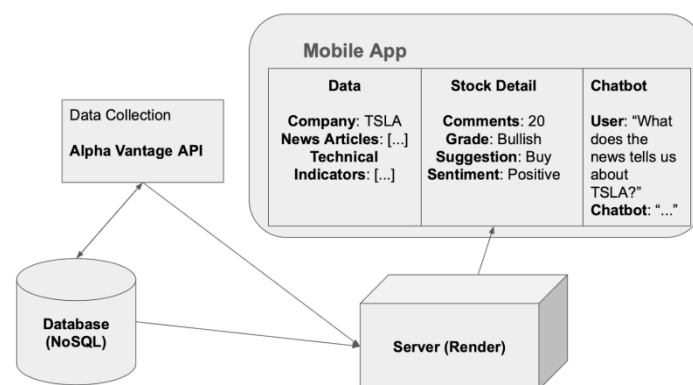 Mobile App
Data
Company: TSLA
News Articles: [...]
Technical
Indicators: [...]
Stock Detail
Comments: 20
Grade: Bullish
Suggestion: Buy
Sentiment: Positive
Chatbot
User: “What
does the
news tells us
about
TSLA?”
Chatbot: “...”
Data Collection
Alpha Vantage API
Database
(NoSQL)
Server (Render)